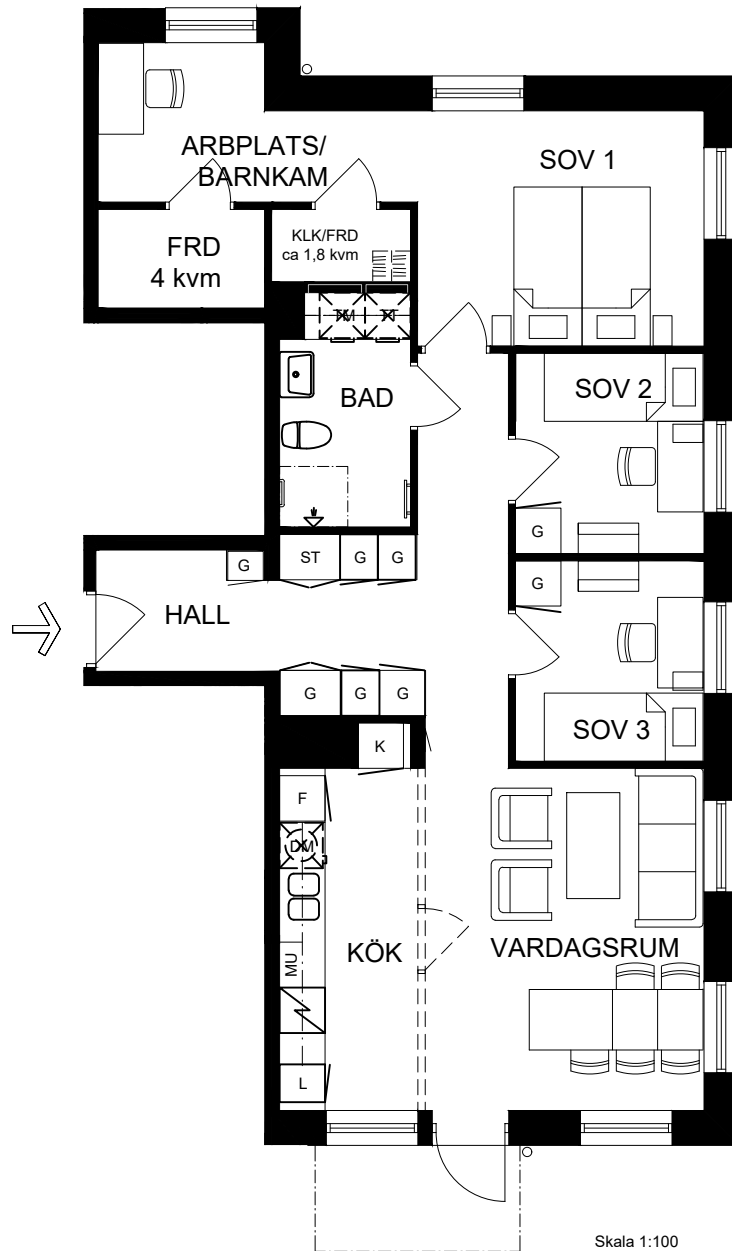 ARBPLATS/
BARNKAM
SOV 1
FRD
4 kvm
KLK/FRD
ca 1,8 kvm
TM
TT
BAD
SOV 2
G
G
ST
G
G
G
HALL
G
G
G
SOV 3
K
F
DM
KÖK
VARDAGSRUM
MU
L
Skala 1:100